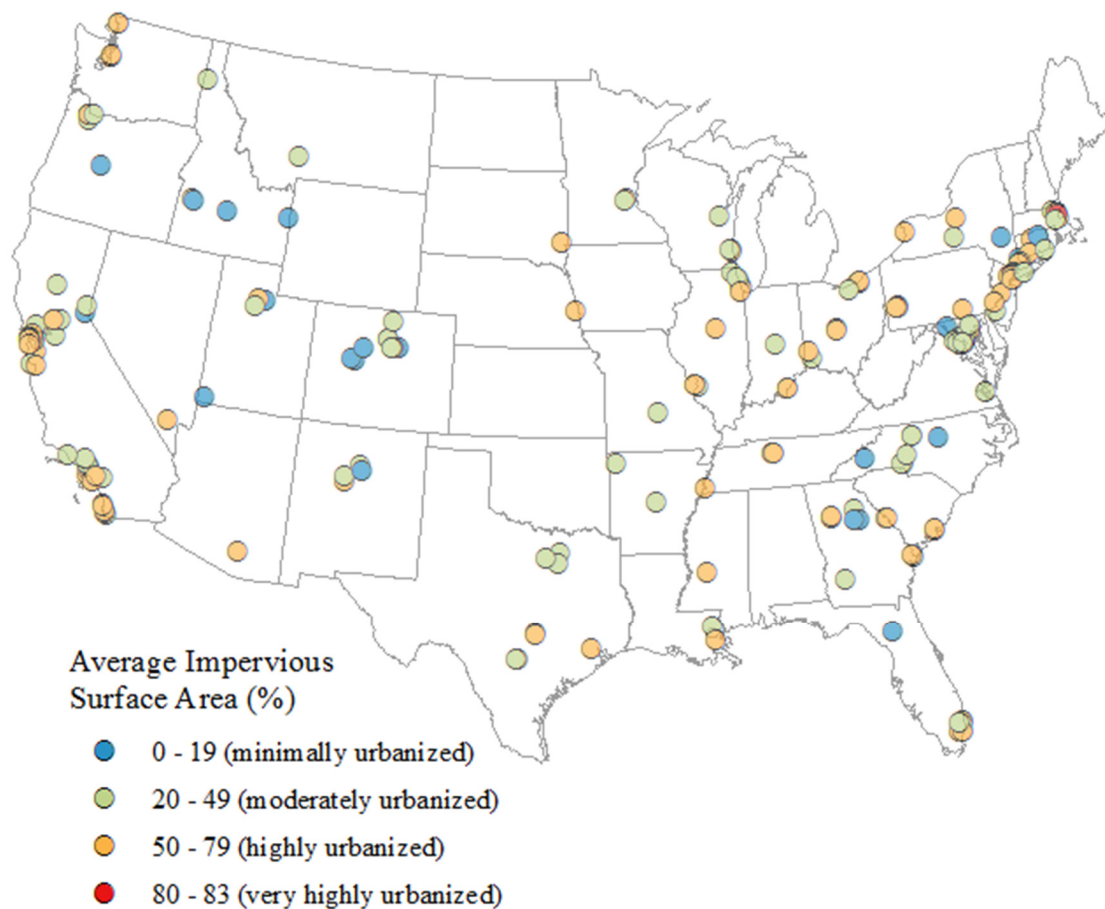 Average Impervious
Surface Area (%)
0 - 19 (minimally urbanized)
20 - 49 (moderately urbanized)
50 - 79 (highly urbanized)
80 - 83 (very highly urbanized)